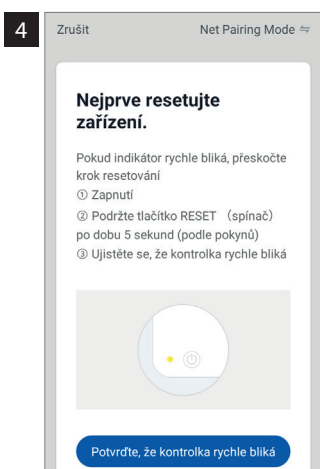 4
Zrušit Net Pairing Mode ⇋
Nejprve resetujte
zařízení.
Pokud indikátor rychle bliká, přeskočte
krok resetování
① Zapnutí
② Podržte tlačítko RESET （spínač）
po dobu 5 sekund (podle pokynů)
③ Ujistěte se, že kontrolka rychle bliká
Potvrďte, že kontrolka rychle bliká